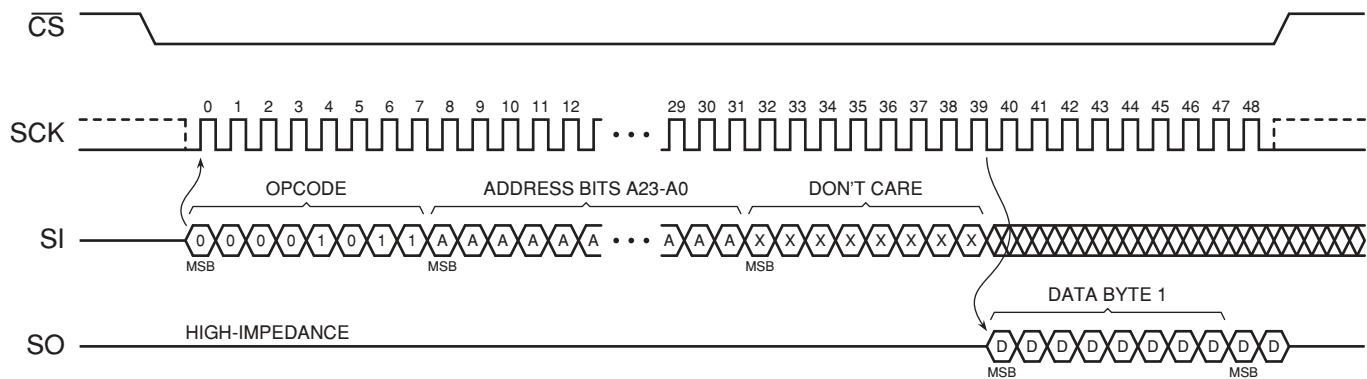 CS
0 1 2 3 4 5 6 7 8 9 10 11 12 29 30 31 32 33 34 35 36 37 38 39 40 41 42 43 44 45 46 47 48
SCK
OPCODE ADDRESS BITS A23-A0 DON'T CARE
SI 0 0 0 0 1 0 1 1 A A A A A A A A A X X X X X X X X
MSB MSB MSB
DATA BYTE 1
HIGH-IMPEDANCE
SO D D D D D D D D D D
MSB MSB